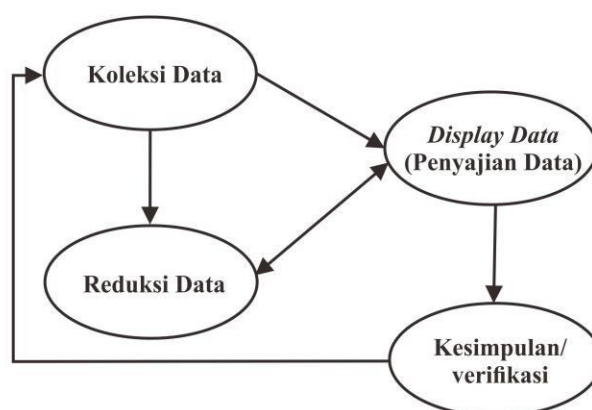 Koleksi Data
Display Data
(Penyajian Data)
Reduksi Data
Kesimpulan/
verifikasi